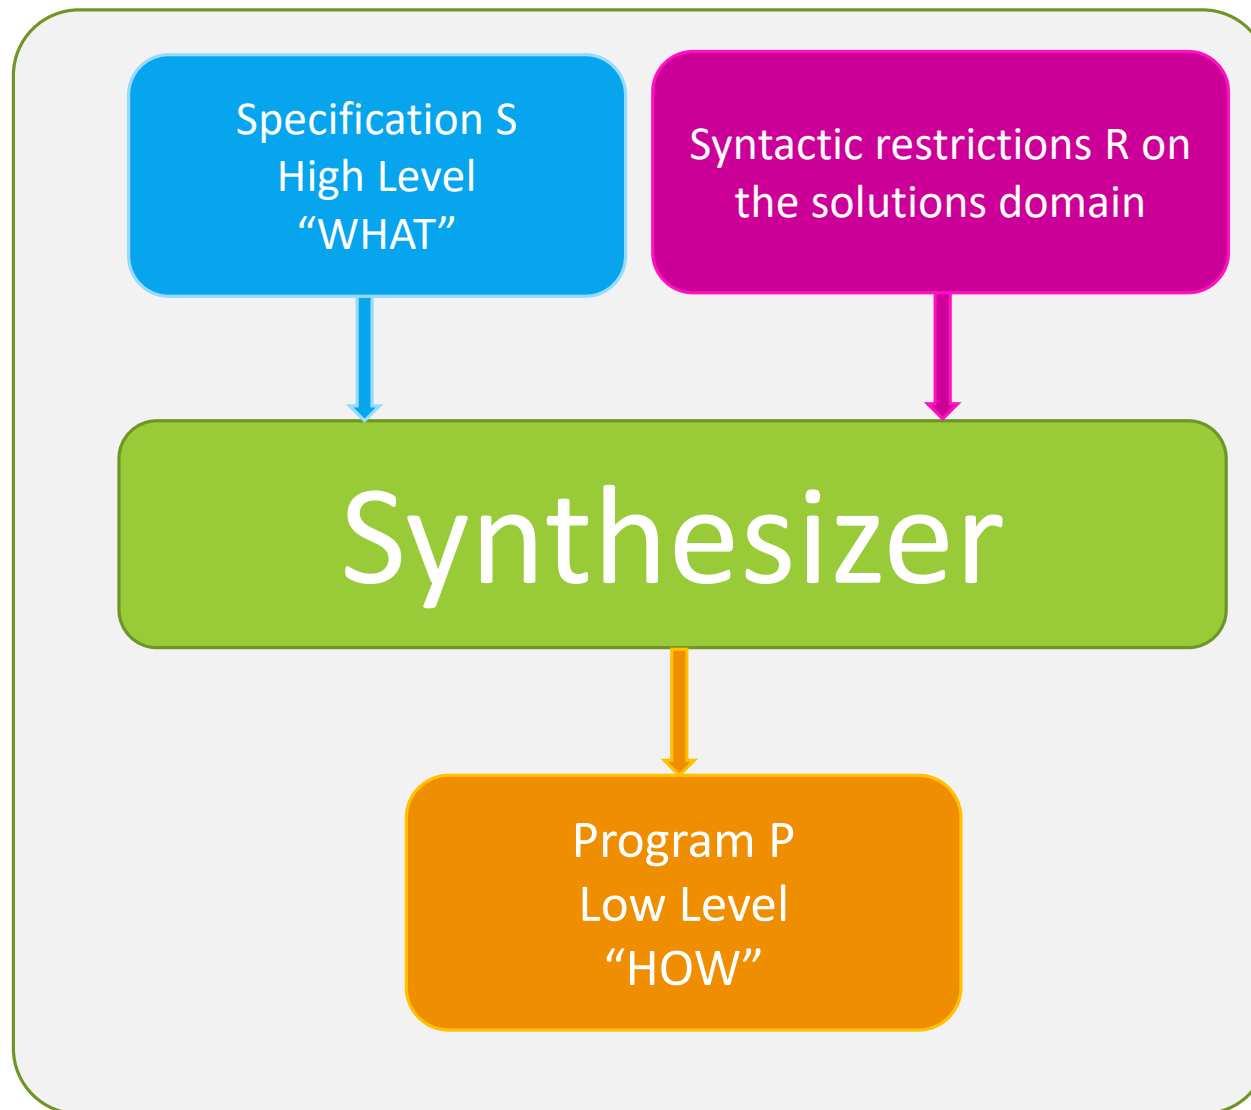 Specification S
High Level
“WHAT”
Syntactic restrictions R on
the solutions domain
Synthesizer
Program P
Low Level
“HOW”